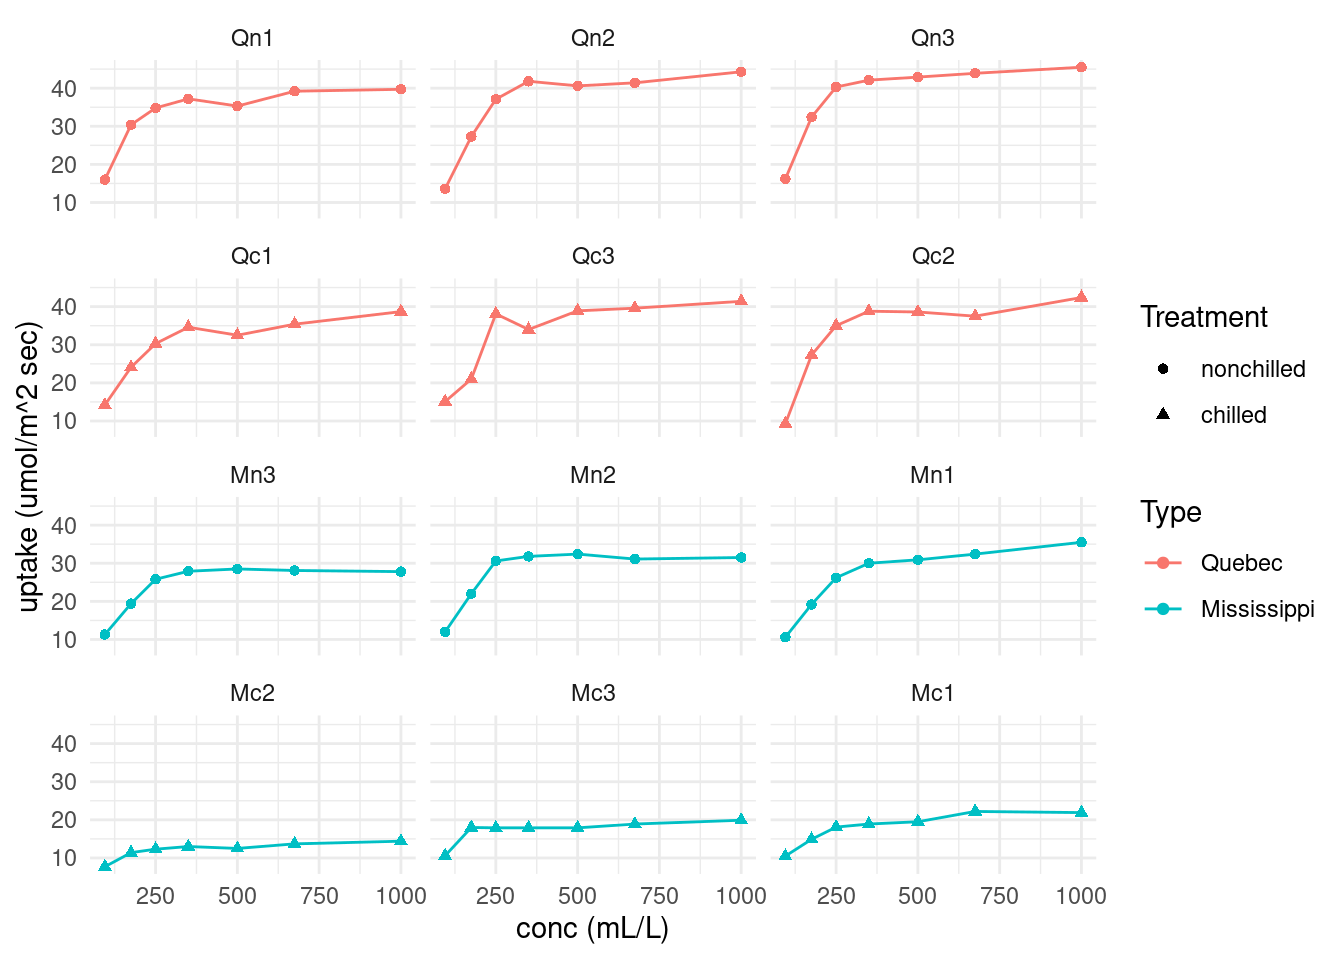 Qn1 Qn2 Qn3
40
30
20
10
Qc1 Qc3 Qc2
40
30
20
10
Mn3 Mn2 Mn1
40
30
20
10
Mc2 Mc3 Mc1
40
30
20
10
250 500 750 1000 250 500 750 1000 250 500 750 1000
conc (mL/L)
uptake (umol/m^2 sec)
Treatment
nonchilled
chilled
Type
Quebec
Mississippi